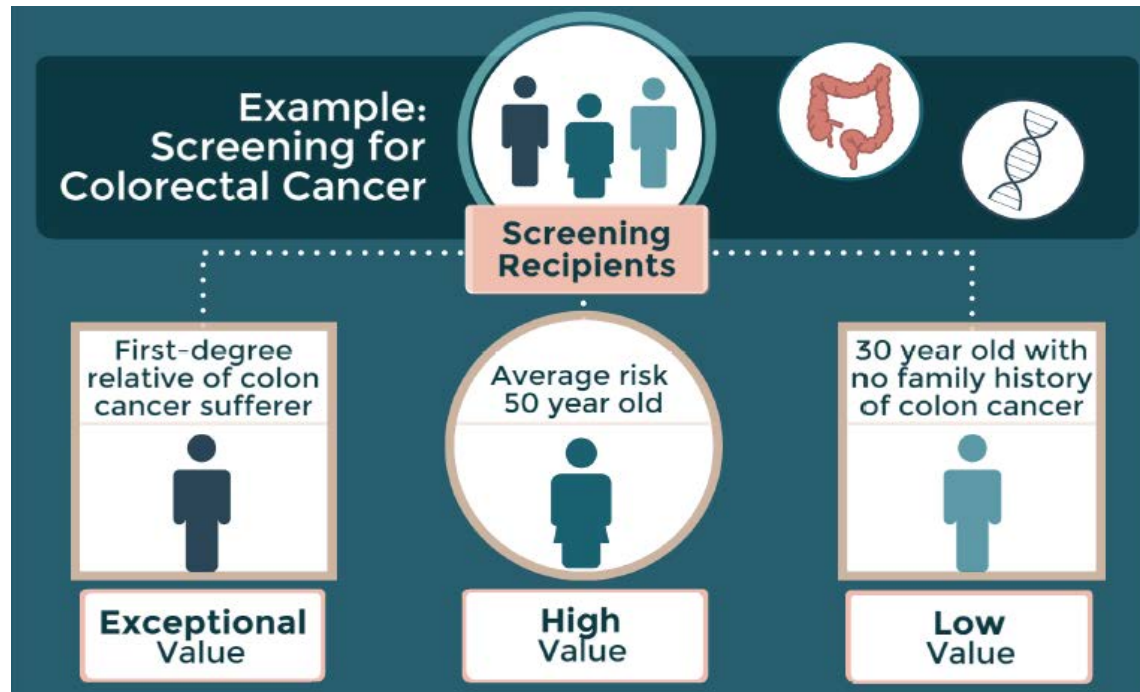 Example:
Screening for
Colorectal Cancer
Screening
Recipients
First-degree
relative of colon
cancer sufferer
Average risk
50 year old
30 year old with
no family history
of colon cancer
Exceptional
Value
High
Value
Low
Value